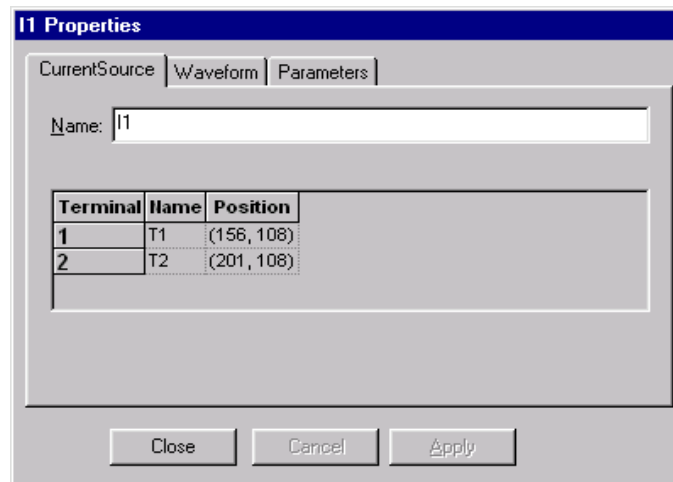 I1 Properties
CurrentSource Waveform Parameters
Name: I1
Terminal Name Position
1 T1 (156, 108)
2 T2 (201, 108)
Close Cancel Apply